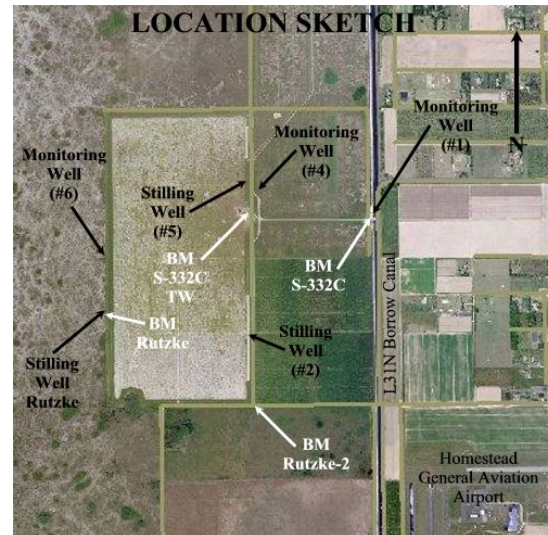 LOCATION SKETCH
Monitoring
Well
(#1)
N
Monitoring
Well
(#4)
Monitoring
Well
(#6)
Stilling
Well
(#5)
BM
S-332C
TW
BM
S-332C
L31N Borrow Canal
BM
Rutzke
Stilling
Well
Rutzke
Stilling
Well
(#2)
BM
Rutzke-2
Homestead
General Aviation
Airport